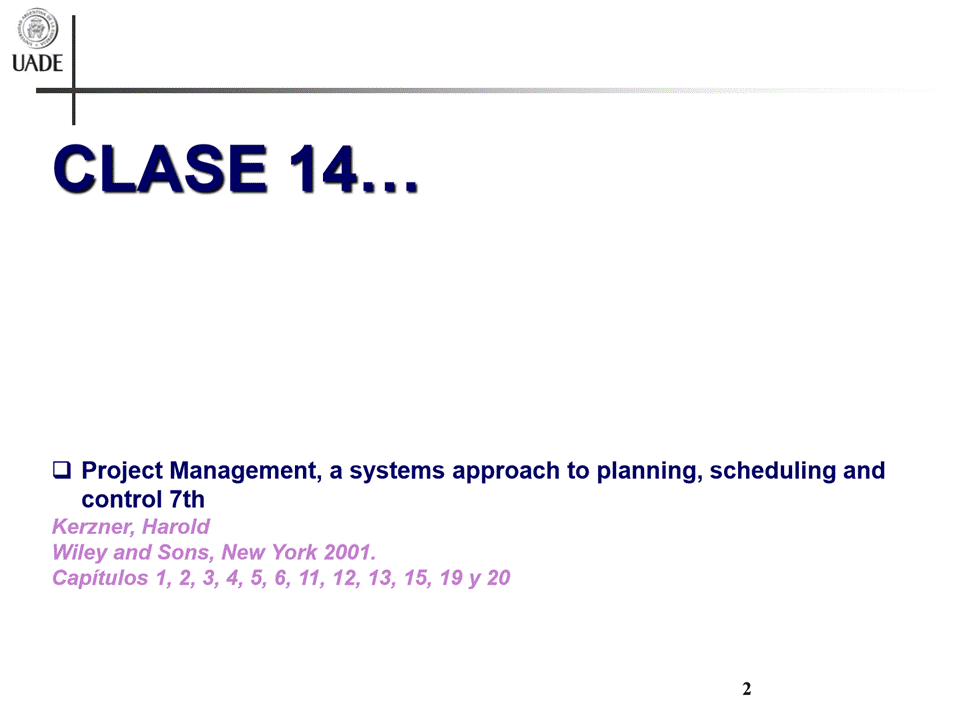 UADE
CLASE 14…
❑ Project Management, a systems approach to planning, scheduling and
control 7th
Kerzner, Harold
Wiley and Sons, New York 2001.
Capítulos 1, 2, 3, 4, 5, 6, 11, 12, 13, 15, 19 y 20
2